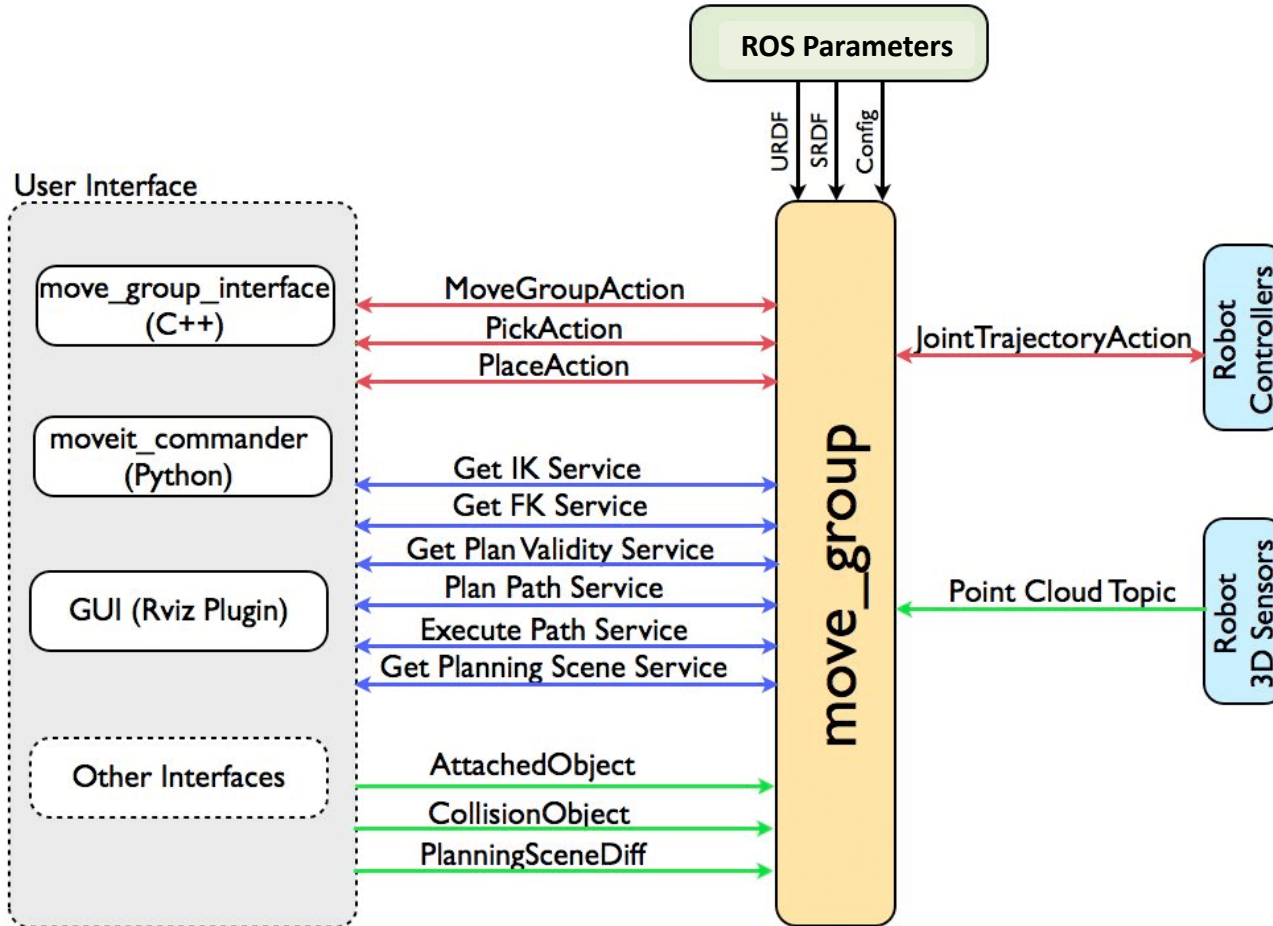 ROS Parameters
URDF
SRDF
Config
User Interface
move_group_interface
(C++)
moveit_commander
(Python)
GUI (Rviz Plugin)
Other Interfaces
MoveGroupAction
PickAction
PlaceAction
Get IK Service
Get FK Service
Get Plan Validity Service
Plan Path Service
Execute Path Service
Get Planning Scene Service
AttachedObject
CollisionObject
PlanningSceneDiff
move_group
JointTrajectoryAction
Point Cloud Topic
Robot
Controllers
Robot
3D Sensors